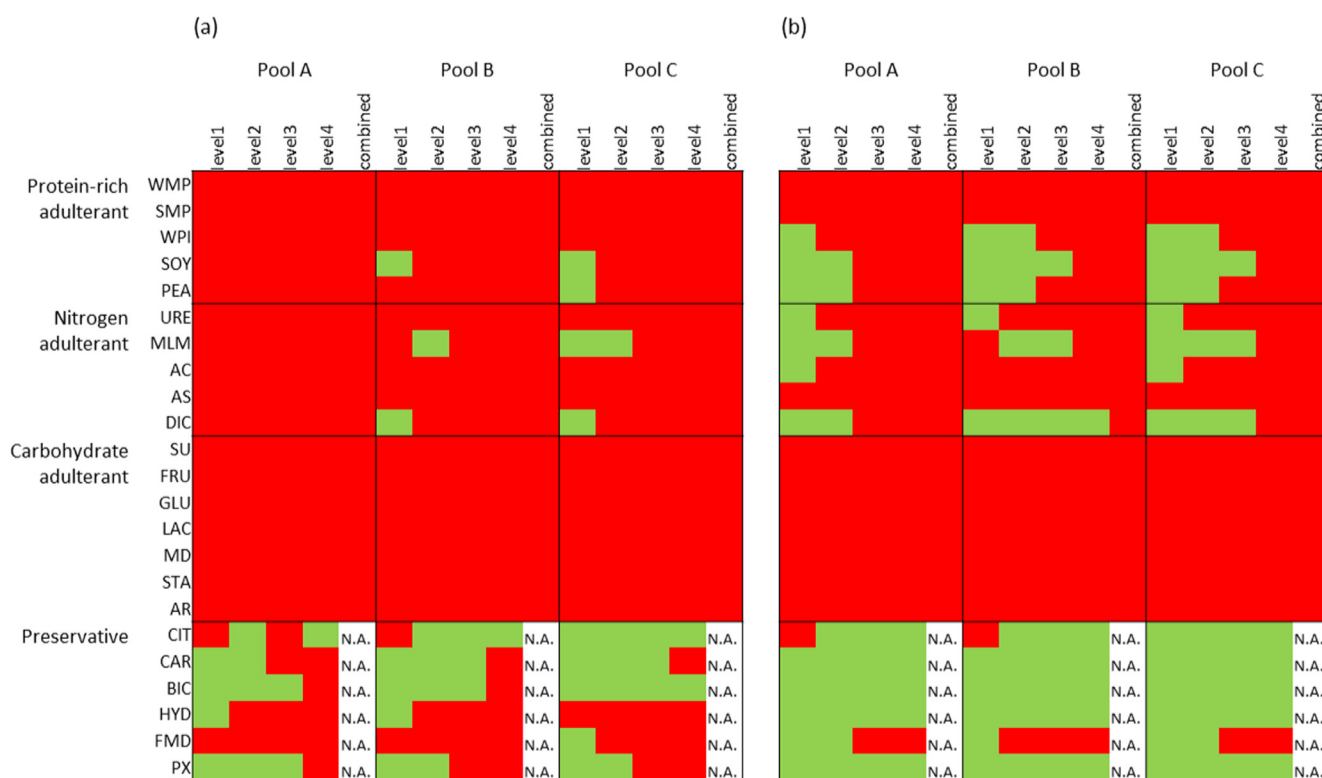 (a) (b)
Pool A Pool B Pool C Pool A Pool B Pool C
level1 level2 level3 level4 combined level1 level2 level3 level4 combined level1 level2 level3 level4 combined level1 level2 level3 level4 combined level1 level2 level3 level4 combined level1 level2 level3 level4 combined
Protein-rich WMP
adulterant SMP
WPI
SOY
PEA
Nitrogen URE
adulterant MLM
AC
AS
DIC
Carbohydrate SU
adulterant FRU
GLU
LAC
MD
STA
AR
Preservative CIT N.A. N.A. N.A. N.A. N.A. N.A.
CAR N.A. N.A. N.A. N.A. N.A. N.A.
BIC N.A. N.A. N.A. N.A. N.A. N.A.
HYD N.A. N.A. N.A. N.A. N.A. N.A.
FMD N.A. N.A. N.A. N.A. N.A. N.A.
PX N.A. N.A. N.A. N.A. N.A. N.A.